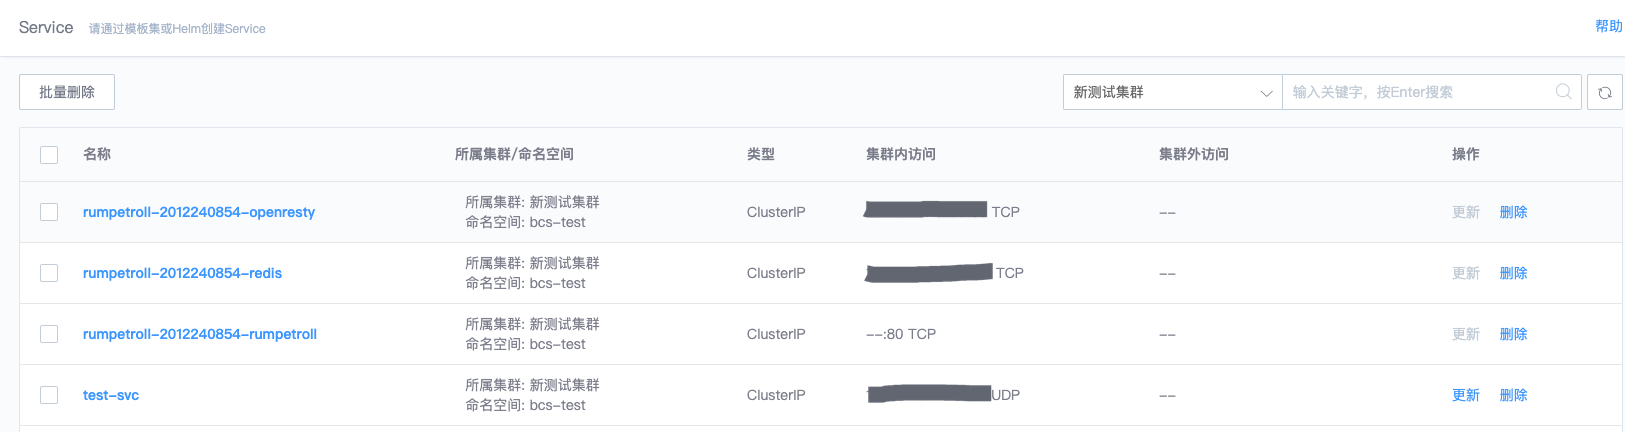 Service 请通过模板集或Helm创建Service 帮助
批量删除 新测试集群 输入关键字，按Enter搜索
名称 所属集群/命名空间 类型 集群内访问 集群外访问 操作
rumpetroll-2012240854-openresty 所属集群: 新测试集群 命名空间: bcs-test ClusterIP TCP -- 更新 删除
rumpetroll-2012240854-redis 所属集群: 新测试集群 命名空间: bcs-test ClusterIP TCP -- 更新 删除
rumpetroll-2012240854-rumpetroll 所属集群: 新测试集群 命名空间: bcs-test ClusterIP --:80 TCP -- 更新 删除
test-svc 所属集群: 新测试集群 命名空间: bcs-test ClusterIP UDP -- 更新 删除